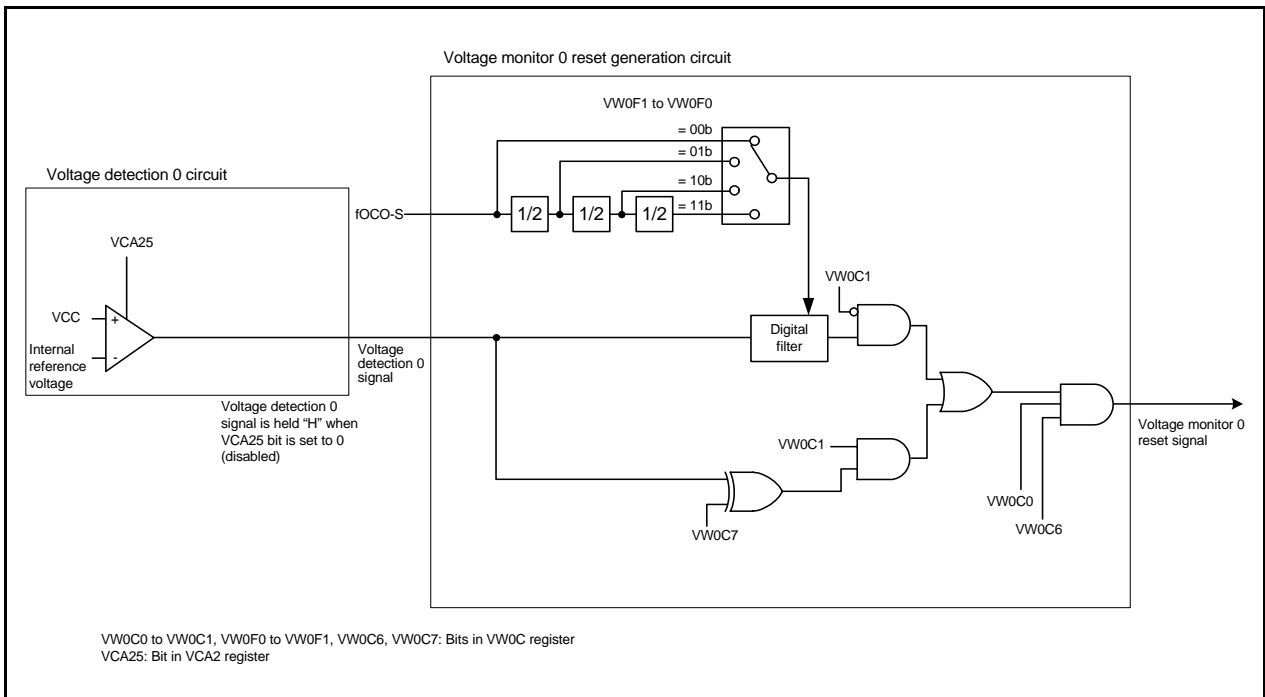 Voltage monitor 0 reset generation circuit
VW0F1 to VW0F0
= 00b
= 01b
= 10b
= 11b
Voltage detection 0 circuit
fOCO-S
1/2
1/2
1/2
VCA25
VCC
+
Internal
reference
voltage
-
Voltage
detection 0
signal
Digital
filter
VW0C1
Voltage detection 0
signal is held “H” when
VCA25 bit is set to 0
(disabled)
VW0C1
VW0C7
VW0C0
VW0C6
Voltage monitor 0
reset signal
VW0C0 to VW0C1, VW0F0 to VW0F1, VW0C6, VW0C7: Bits in VW0C register
VCA25: Bit in VCA2 register